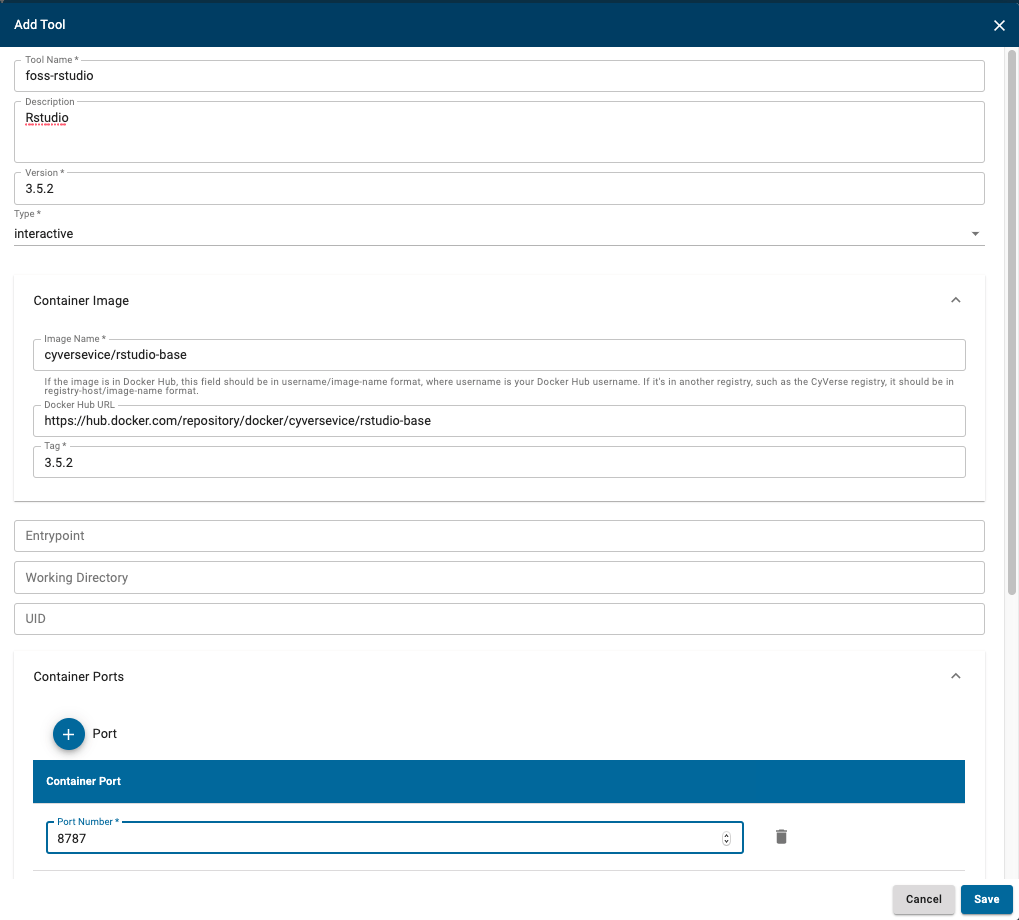 Add Tool
Tool Name *
foss-rstudio
Description
Rstudio
Version *
3.5.2
Type *
interactive
Container Image
Image Name *
cyversevice/rstudio-base
If the image is in Docker Hub, this field should be in username/image-name format, where username is your Docker Hub username. If it's in another registry, such as the CyVerse registry, it should be in
registry-host/image-name format.
Docker Hub URL
https://hub.docker.com/repository/docker/cyversevice/rstudio-base
Tag *
3.5.2
Entrypoint
Working Directory
UID
Container Ports
Port
Container Port
Port Number *
8787
Cancel Save